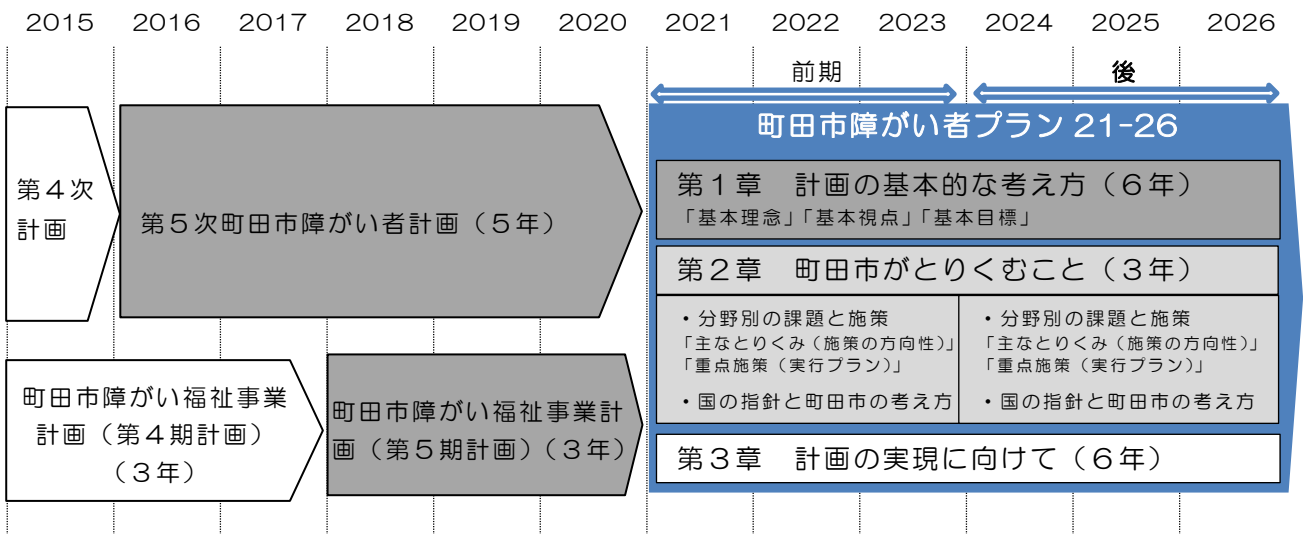 2015 2016 2017 2018 2019 2020 2021 2022 2023 2024 2025 2026
前期
後
第４次
計画
第５次町田市障がい者計画（５年）
町田市障がい福祉事業
計画（第４期計画）
（３年）
町田市障がい福祉事業計
画（第５期計画）（３年）
町田市障がい者プラン 21-26
第１章　計画の基本的な考え方（６年）
「基本理念」「基本視点」「基本目標」
第２章　町田市がとりくむこと（３年）
・分野別の課題と施策
「主なとりくみ（施策の方向性）」
「重点施策（実行プラン）」
・国の指針と町田市の考え方
・分野別の課題と施策
「主なとりくみ（施策の方向性）」
「重点施策（実行プラン）」
・国の指針と町田市の考え方
第３章　計画の実現に向けて（６年）